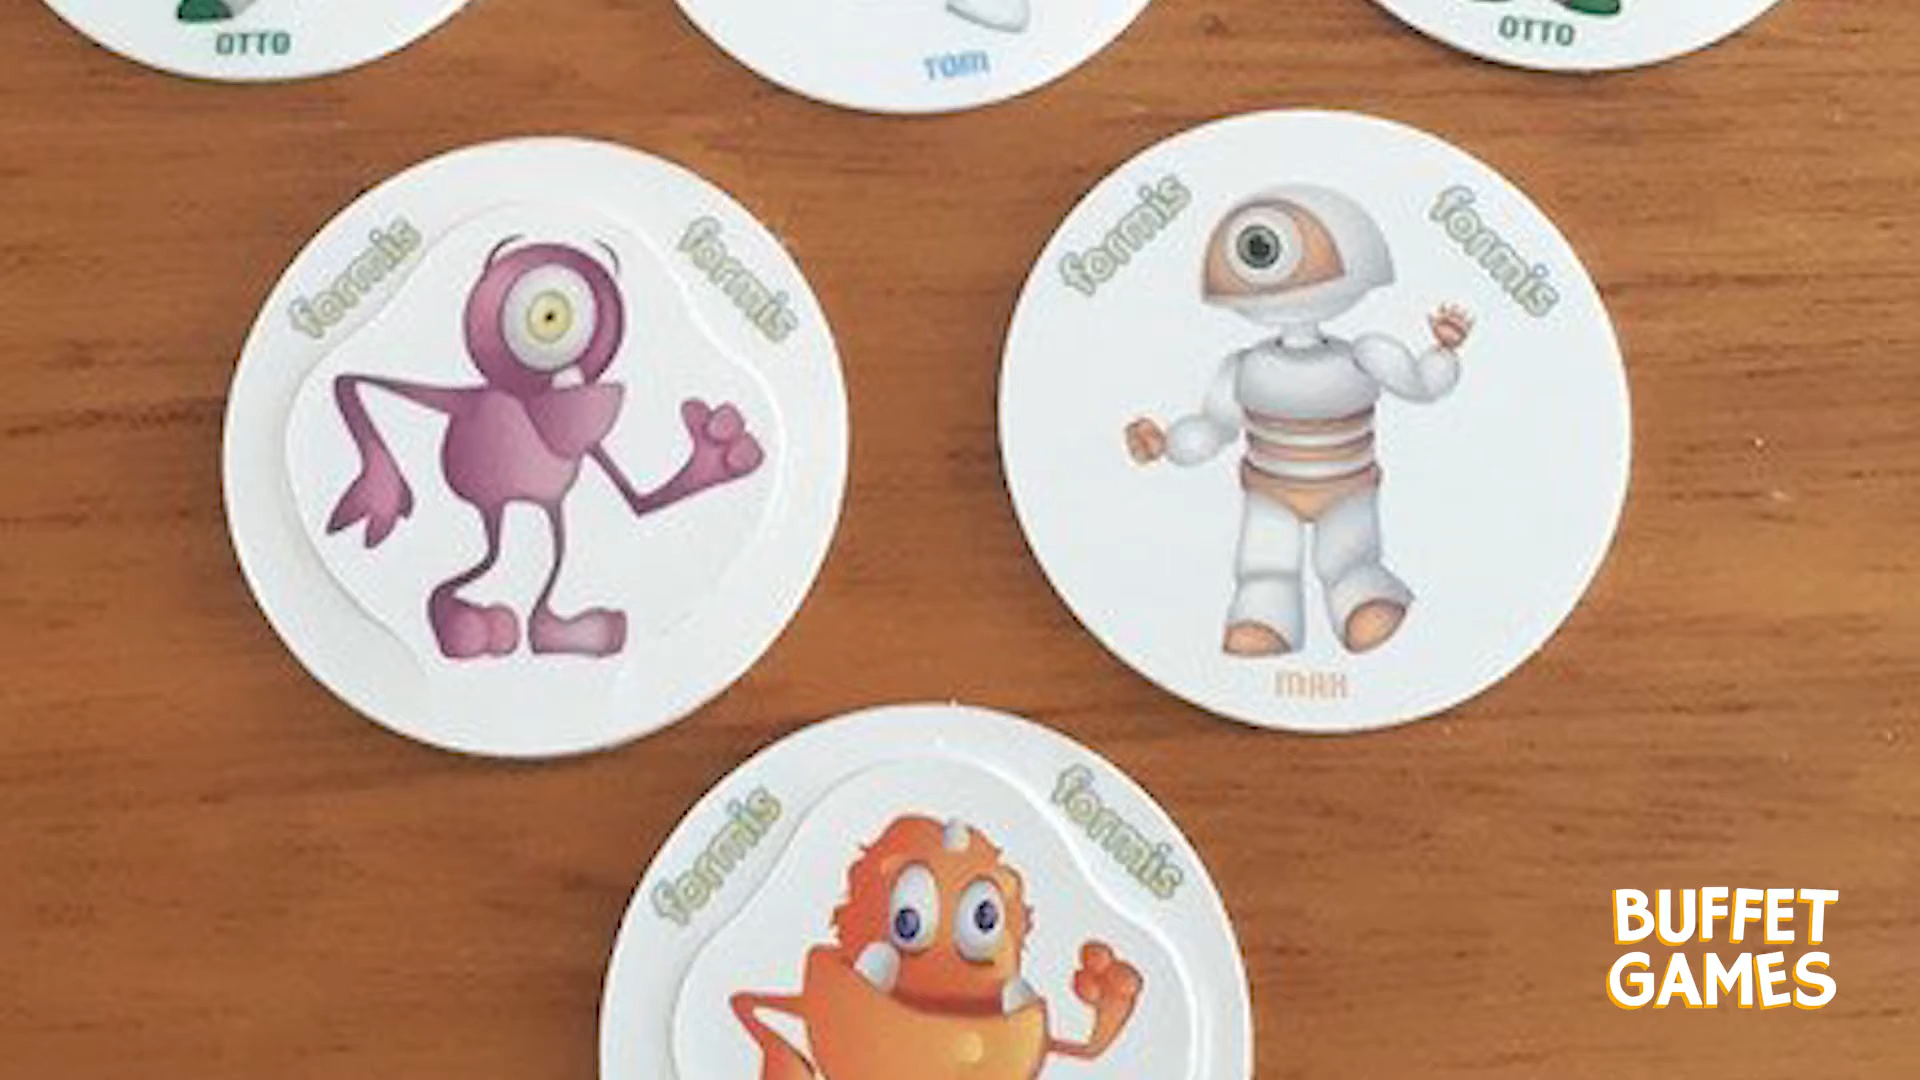 OTTO
TOM
OTTO
formis
formis
formis
formis
MAX
formis
formis
BUFFET
GAMES